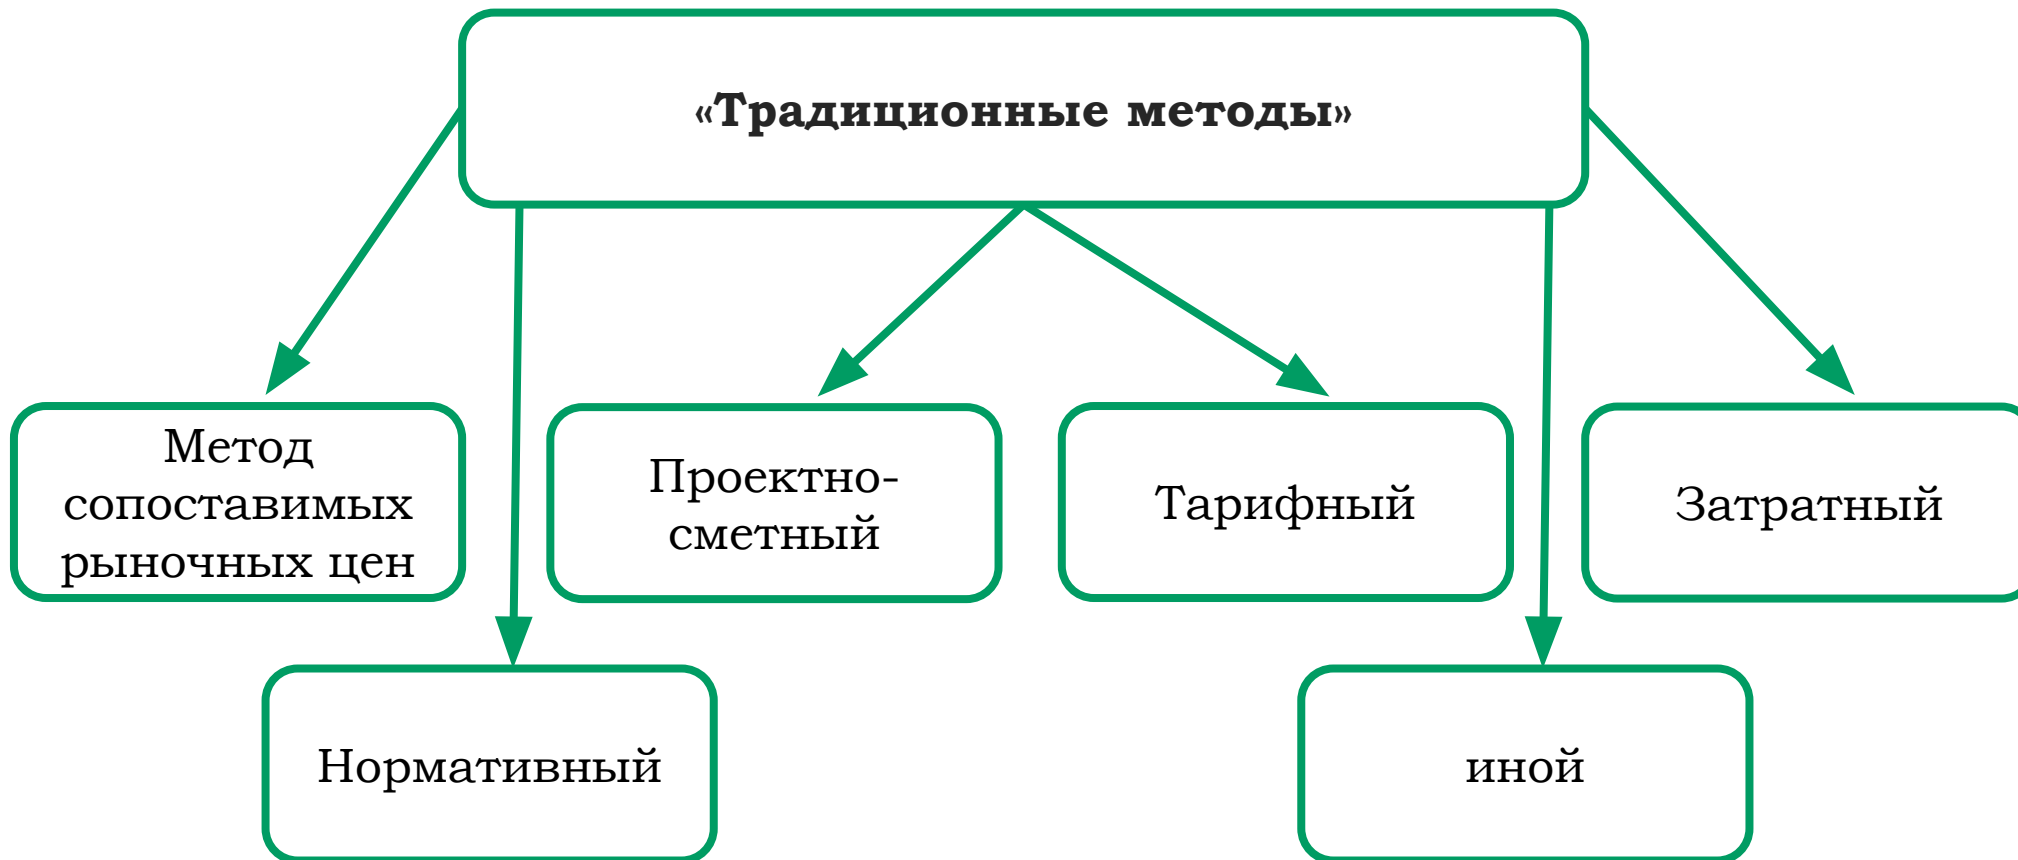 «Традиционные методы»
Метод
сопоставимых
рыночных цен
Проектно-
сметный
Тарифный
Затратный
Нормативный
иной